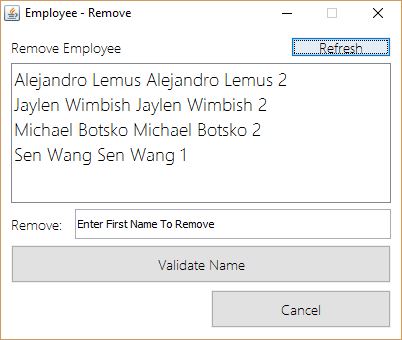 Employee - Remove
Remove Employee Refresh
Alejandro Lemus Alejandro Lemus 2
Jaylen Wimbish Jaylen Wimbish 2
Michael Botsko Michael Botsko 2
Sen Wang Sen Wang 1
Remove: Enter First Name To Remove
Validate Name
Cancel